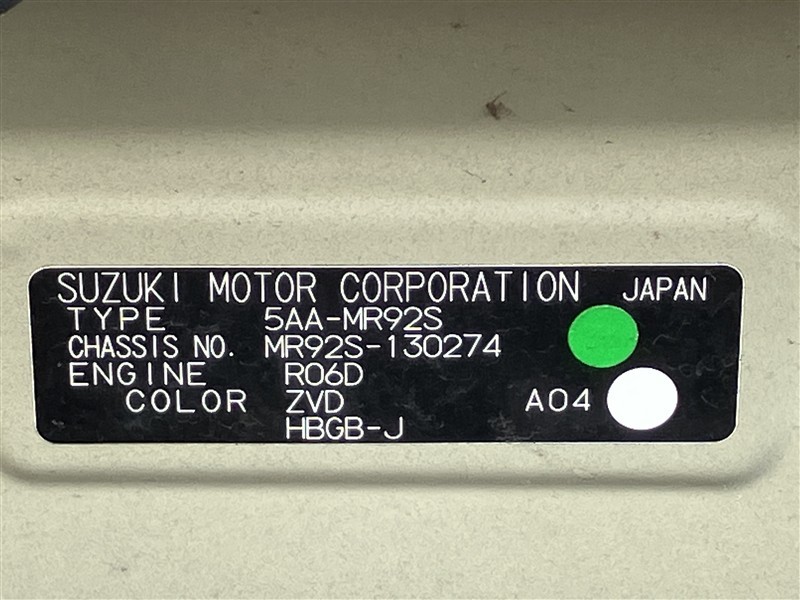 SUZUKI MOTOR CORPORATION JAPAN
TYPE 5AA-MR92S
CHASSIS NO. MR92S-130274
ENGINE R06D
COLOR ZVD A04
HBGB-J